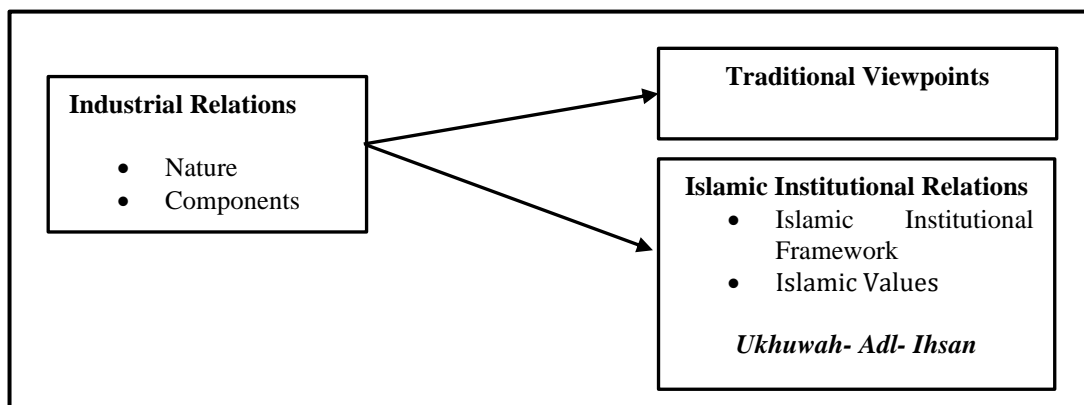 Industrial Relations
• Nature
• Components
Traditional Viewpoints
Islamic Institutional Relations
• Islamic Institutional
Framework
• Islamic Values
Ukhuwah- Adl- Ihsan